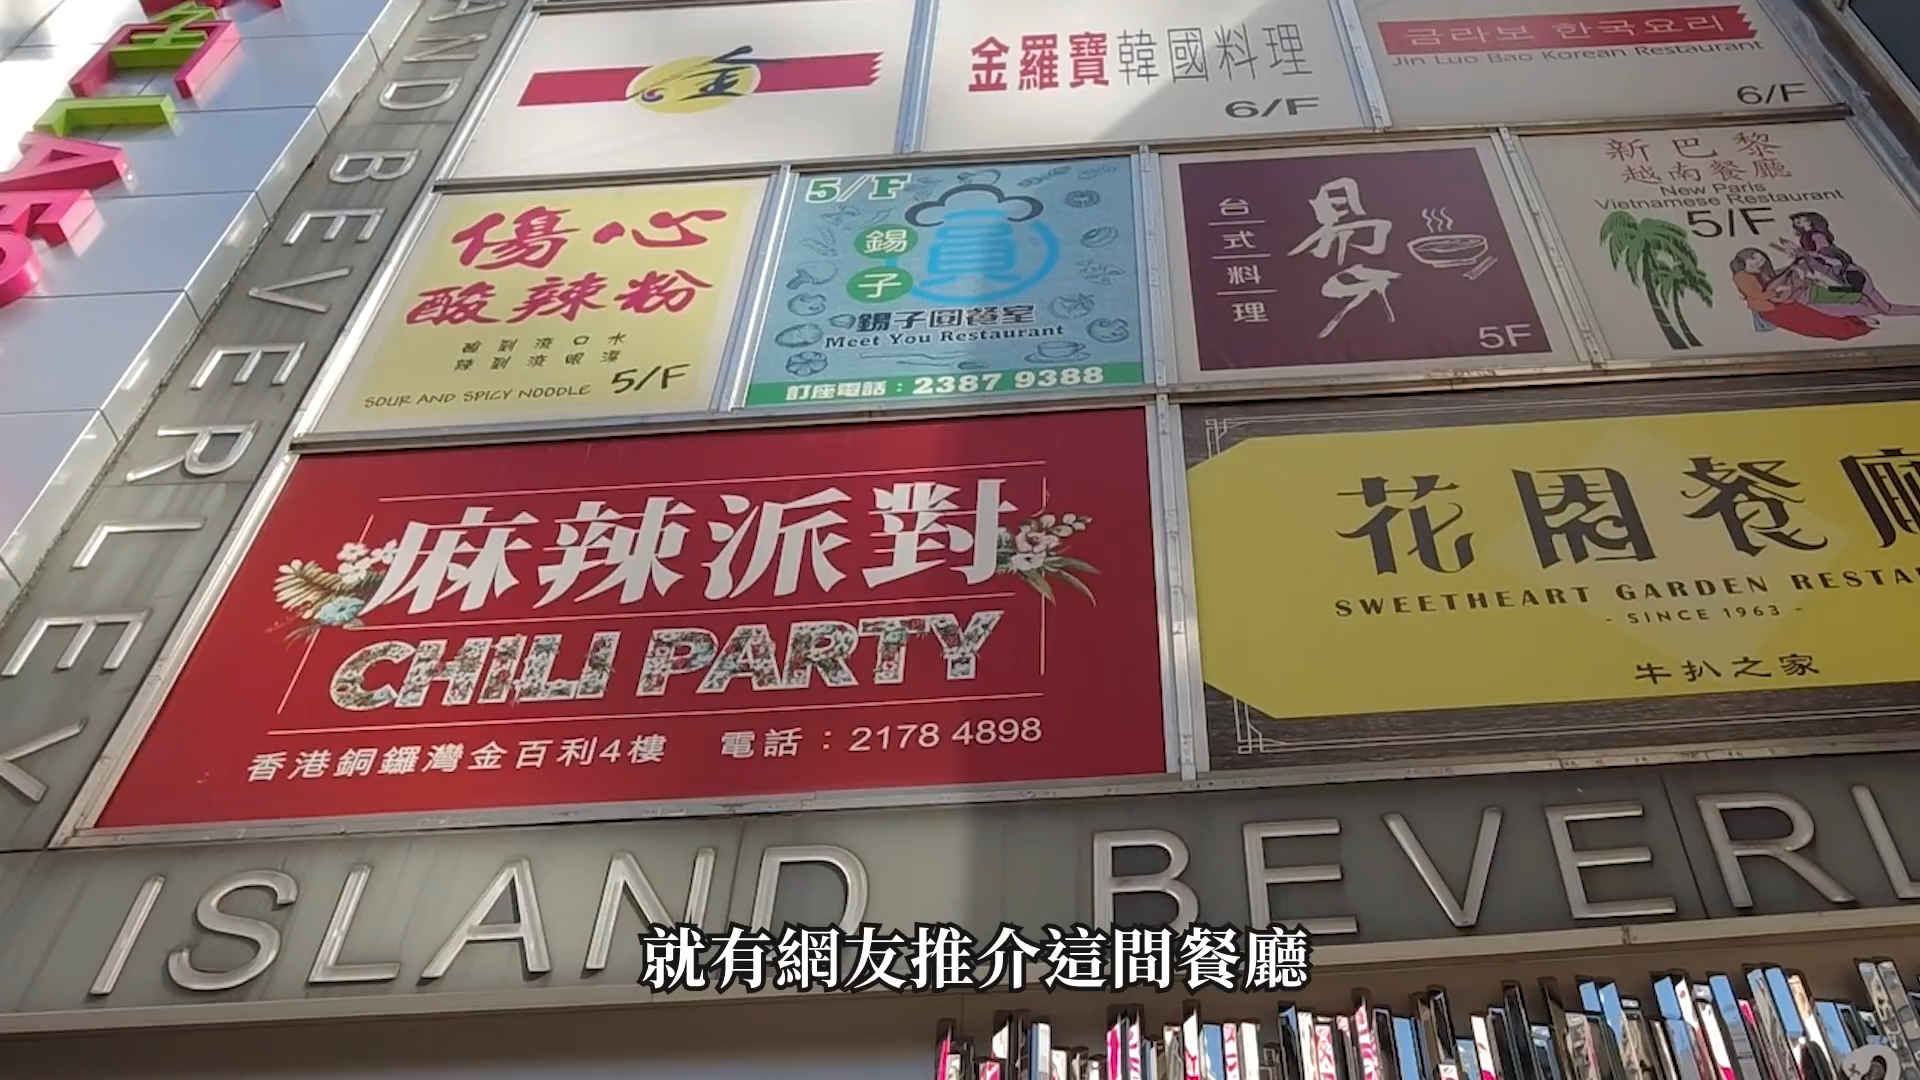 金
金羅寶韓國料理
6/F
금라보 한국요리
Jin Luo Bao Korean Restaurant
6/F
傷心
酸辣粉
酸到流口水
辣到流眼淚
SOUR AND SPICY NOODLE 5/F
5/F
錫子
員
錫子囩餐室
Meet You Restaurant
訂座電話：2387 9388
台式料理
易牙
5F
新巴黎
越南餐廳
New Paris
Vietnamese Restaurant
5/F
麻辣派對
CHILI PARTY
香港銅鑼灣金百利4樓 電話：2178 4898
花園餐廳
SWEETHEART GARDEN RESTA
- SINCE 1963 -
牛扒之家
AND BEVERLEY
ISLAND BEVERL
就有網友推介這間餐廳